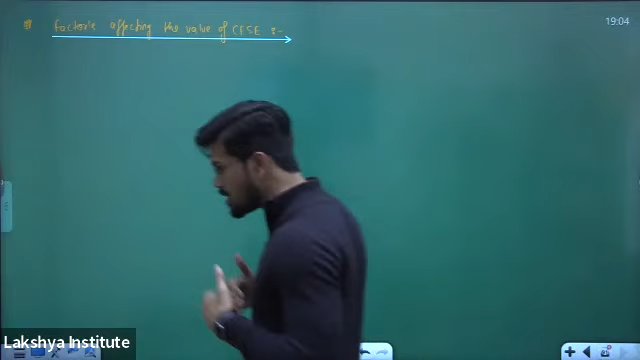 factors affecting the value of CFSE :-
19:04
Lakshya Institute